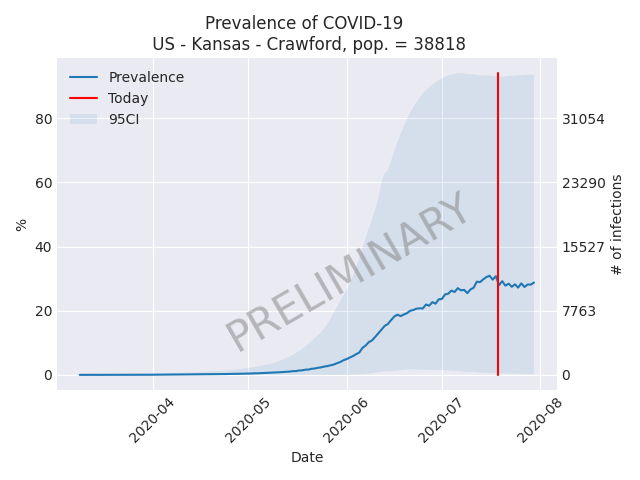 Prevalence of COVID-19
US - Kansas - Crawford, pop. = 38818
Prevalence
Today
95CI
80
60
40
20
0
%
31054
23290
15527
7763
0
# of infections
PRELIMINARY
2020-04
2020-05
2020-06
2020-07
2020-08
Date